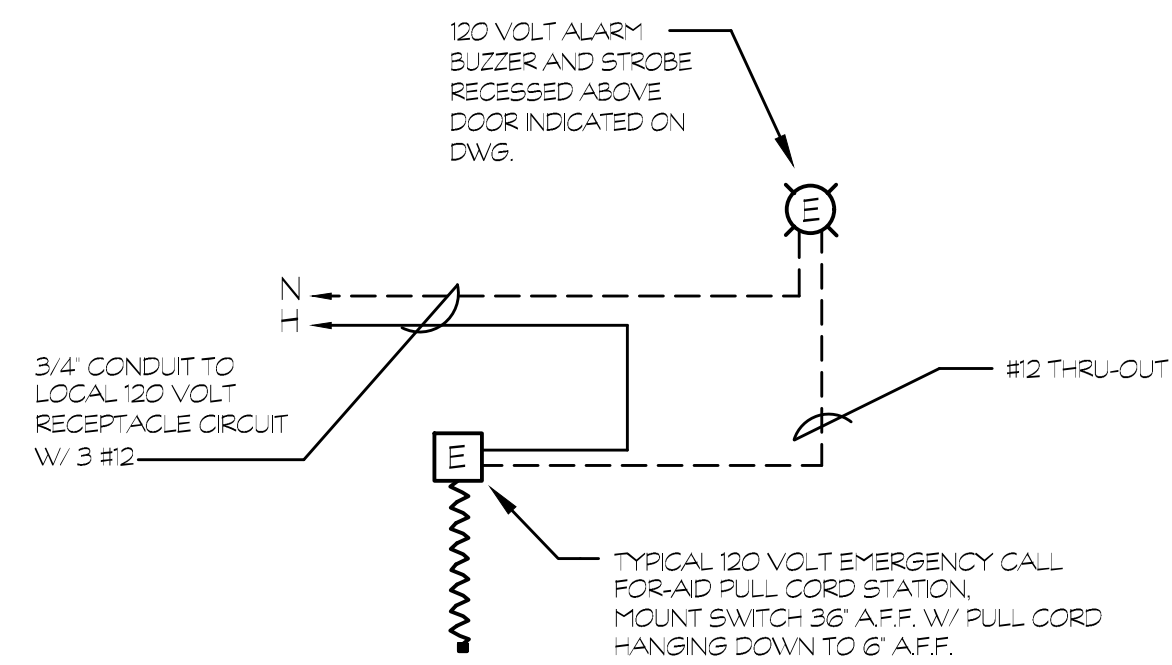 120 VOLT ALARM
BUZZER AND STROBE
RECESSED ABOVE
DOOR INDICATED ON
DWG.
E
N
H
3/4" CONDUIT TO
LOCAL 120 VOLT
RECEPTACLE CIRCUIT
W/ 3 #12
#12 THRU-OUT
E
TYPICAL 120 VOLT EMERGENCY CALL
FOR-AID PULL CORD STATION,
MOUNT SWITCH 36" A.F.F. W/ PULL CORD
HANGING DOWN TO 6" A.F.F.